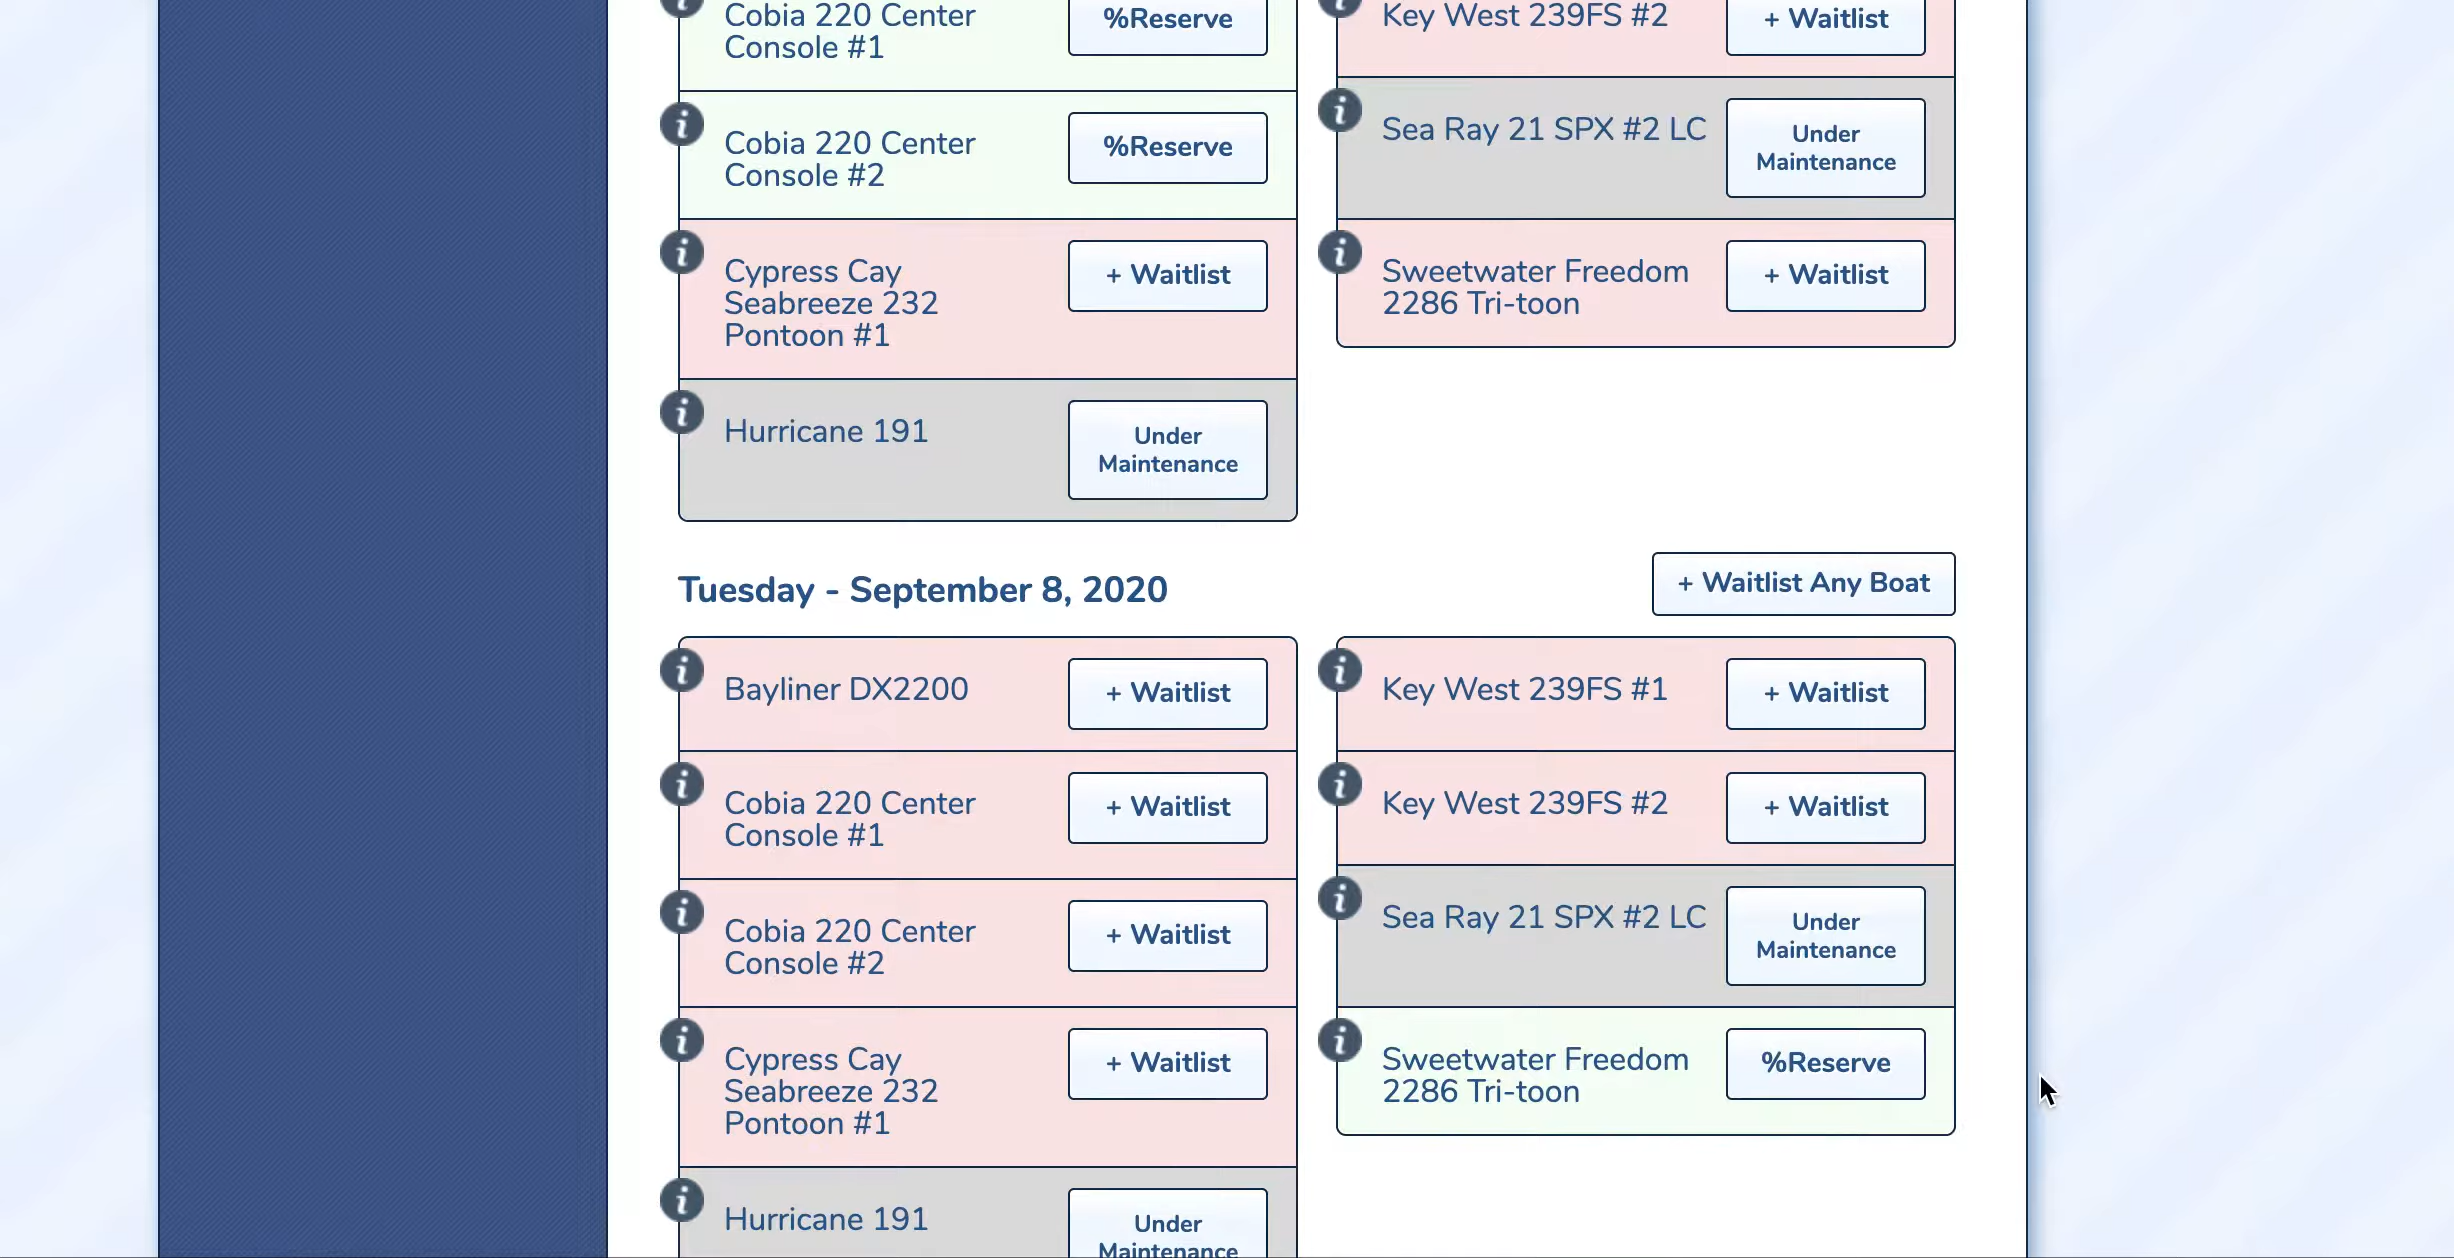 Cobia 220 Center
Console #1
%Reserve
Cobia 220 Center
Console #2
%Reserve
Cypress Cay
Seabreeze 232
Pontoon #1
+ Waitlist
Hurricane 191
Under
Maintenance
Key West 239FS #2
+ Waitlist
Sea Ray 21 SPX #2 LC
Under
Maintenance
Sweetwater Freedom
2286 Tri-toon
+ Waitlist
Tuesday - September 8, 2020
+ Waitlist Any Boat
Bayliner DX2200
+ Waitlist
Cobia 220 Center
Console #1
+ Waitlist
Cobia 220 Center
Console #2
+ Waitlist
Cypress Cay
Seabreeze 232
Pontoon #1
+ Waitlist
Hurricane 191
Under
Maintenance
Key West 239FS #1
+ Waitlist
Key West 239FS #2
+ Waitlist
Sea Ray 21 SPX #2 LC
Under
Maintenance
Sweetwater Freedom
2286 Tri-toon
%Reserve